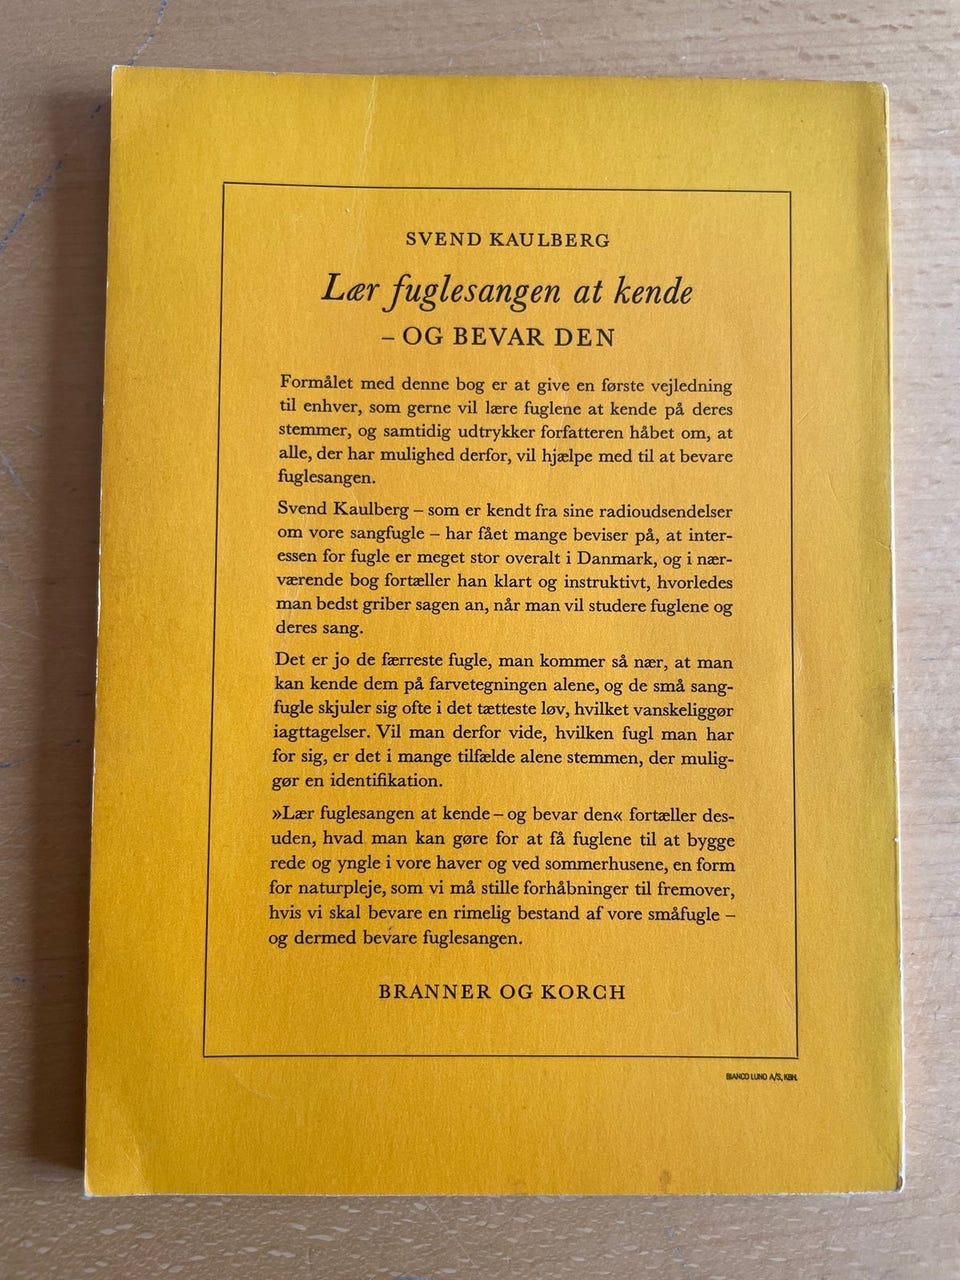 SVEND KAULBERG
Lær fuglesangen at kende
– OG BEVAR DEN
Formålet med denne bog er at give en første vejledning
til enhver, som gerne vil lære fuglene at kende på deres
stemmer, og samtidig udtrykker forfatteren håbet om, at
alle, der har mulighed derfor, vil hjælpe med til at bevare
fuglesangen.
Svend Kaulberg – som er kendt fra sine radioudsendelser
om vore sangfugle – har fået mange beviser på, at inter-
essen for fugle er meget stor overalt i Danmark, og i nær-
værende bog fortæller han klart og instruktivt, hvorledes
man bedst griber sagen an, når man vil studere fuglene og
deres sang.
Det er jo de færreste fugle, man kommer så nær, at man
kan kende dem på farvetegningen alene, og de små sang-
fugle skjuler sig ofte i det tætteste løv, hvilket vanskeliggør
iagttagelser. Vil man derfor vide, hvilken fugl man har
for sig, er det i mange tilfælde alene stemmen, der mulig-
gør en identifikation.
»Lær fuglesangen at kende – og bevar den« fortæller des-
uden, hvad man kan gøre for at få fuglene til at bygge
rede og yngle i vore haver og ved sommerhusene, en form
for naturpleje, som vi må stille forhåbninger til fremover,
hvis vi skal bevare en rimelig bestand af vore småfugle –
og dermed bevare fuglesangen.
BRANNER OG KORCH
BIANCO LUNO A/S, KBH.